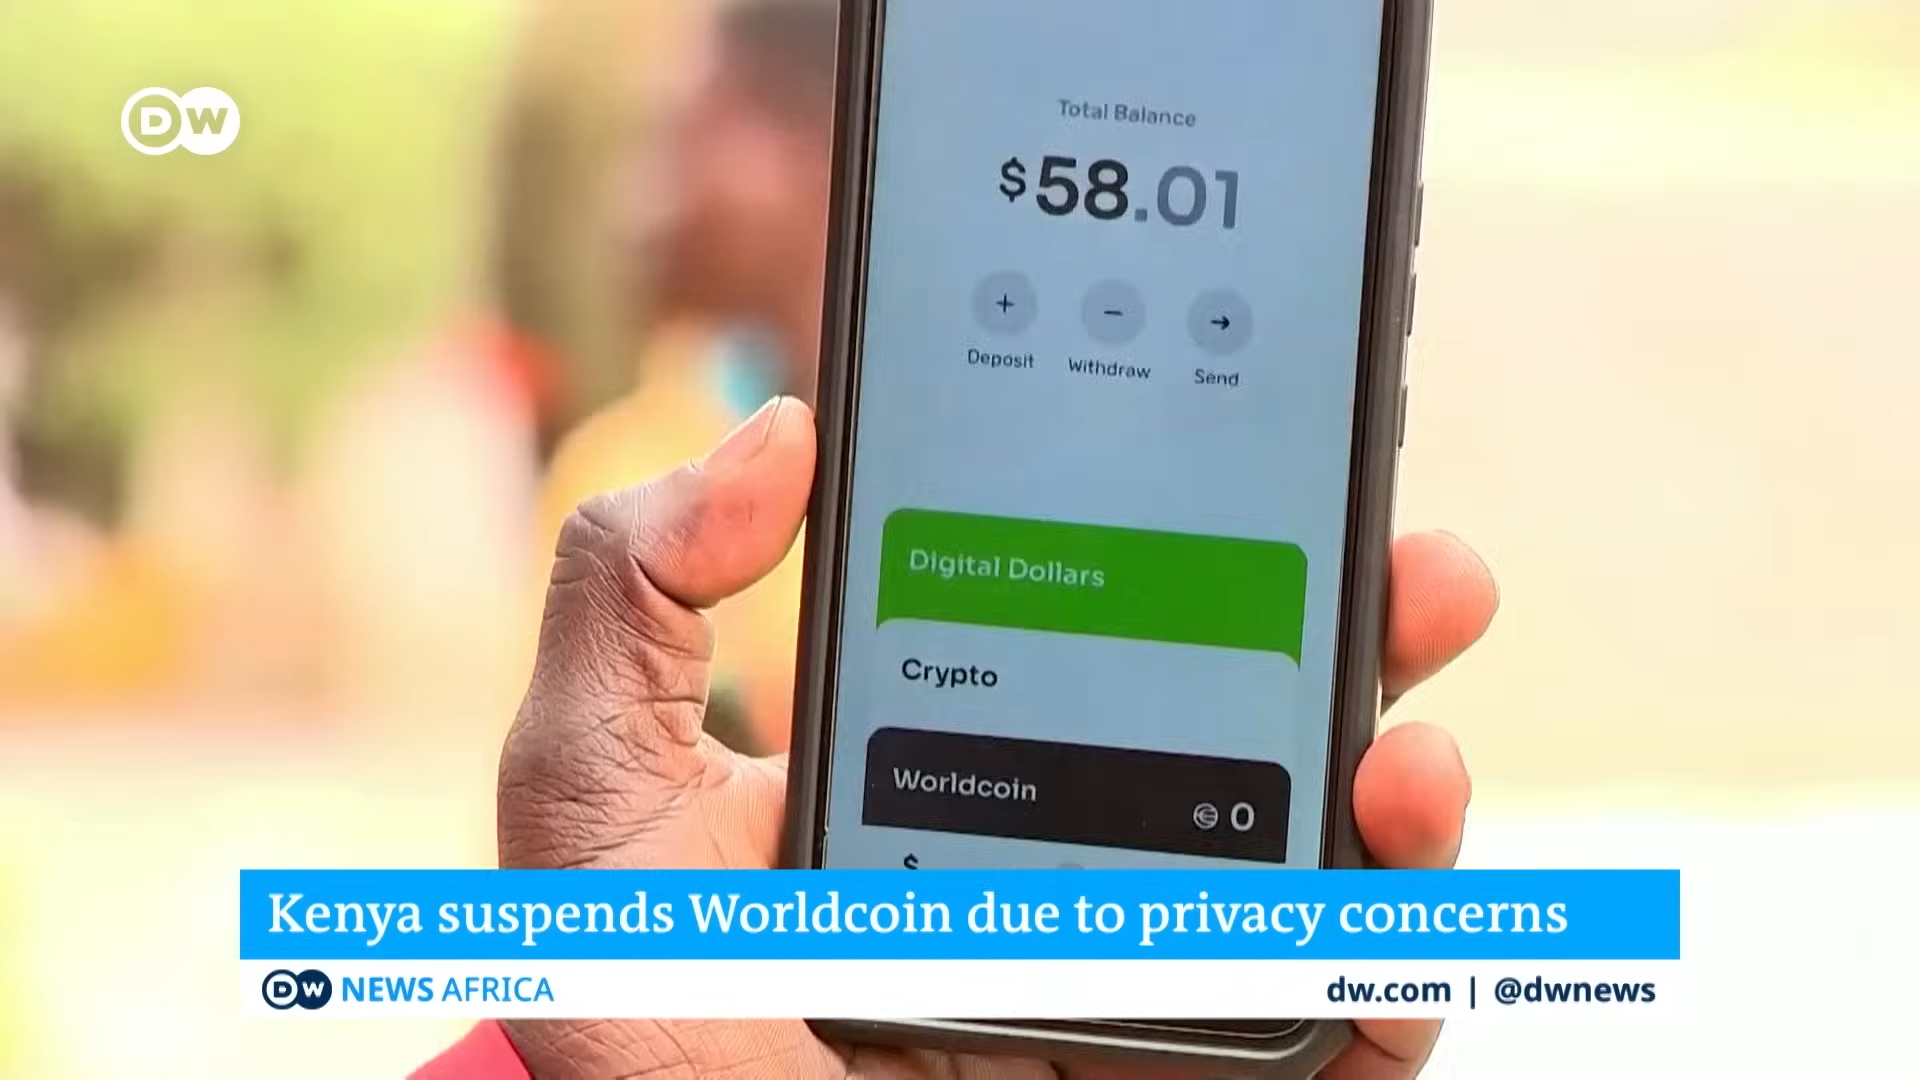 DW
Total Balance
$58.01
+ − →
Deposit Withdraw Send
Digital Dollars
Crypto
Worldcoin
0
$
Kenya suspends Worldcoin due to privacy concerns
DW NEWS AFRICA
dw.com | @dwnews